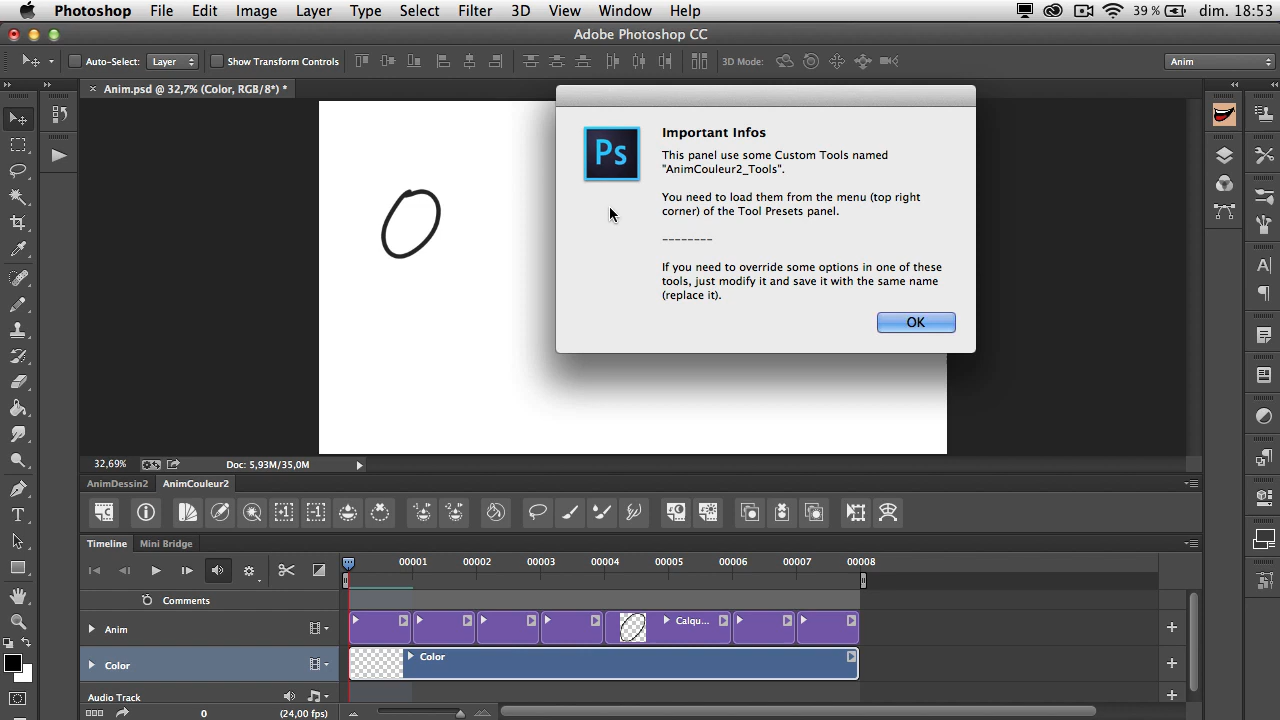 Photoshop File Edit Image Layer Type Select Filter 3D View Window Help 39 % dim. 18:53
Adobe Photoshop CC
Auto-Select: Layer Show Transform Controls 3D Mode: Anim
Anim.psd @ 32,7% (Color, RGB/8*) *
Important Infos
Ps
This panel use some Custom Tools named
"AnimCouleur2_Tools".
You need to load them from the menu (top right
corner) of the Tool Presets panel.
--------
If you need to override some options in one of these
tools, just modify it and save it with the same name
(replace it).
OK
32,69% Doc: 5,93M/35,0M
AnimDessin2 AnimCouleur2
Timeline Mini Bridge
00001 00002 00003 00004 00005 00006 00007 00008
Comments
Anim Calqu...
Color Color
Audio Track
0 (24,00 fps)